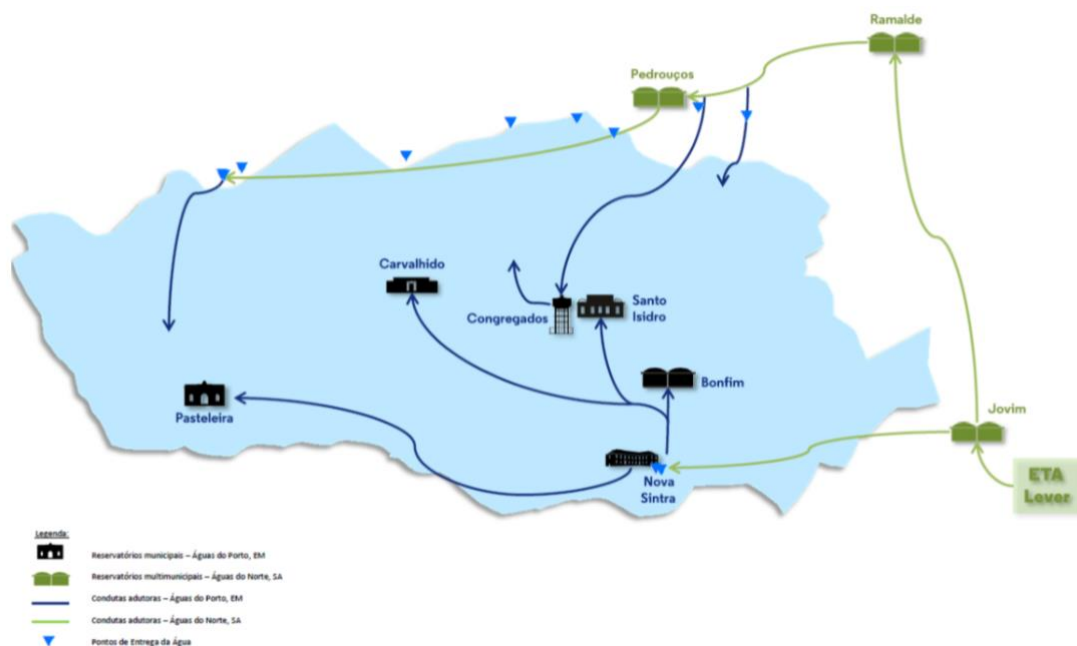 Ramalde
Pedrouços
Carvalhido
Congregados
Santo
Isidro
Bonfim
Pasteleira
Jovim
Nova
Sintra
ETA
Lever
Legenda:
Reservatórios municipais – Águas do Porto, EM
Reservatórios multimunicipais – Águas do Norte, SA
Condutas adutoras – Águas do Porto, EM
Condutas adutoras – Águas do Norte, SA
Pontos de Entrega da Água